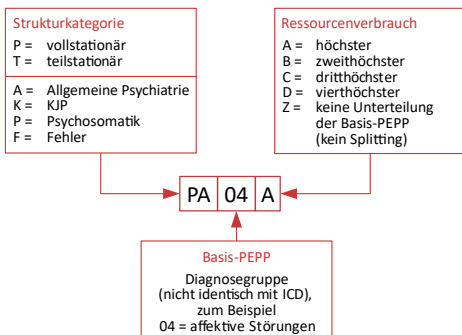 Strukturkategorie
P = vollstationär
T = teilstationär
A = Allgemeine Psychiatrie
K = KJP
P = Psychosomatik
F = Fehler
Ressourcenverbrauch
A = höchster
B = zweithöchster
C = dritthöchster
D = vierthöchster
Z = keine Unterteilung
der Basis-PEPP
(kein Splitting)
PA 04 A
Basis-PEPP
Diagnosegruppe
(nicht identisch mit ICD),
zum Beispiel
04 = affektive Störungen